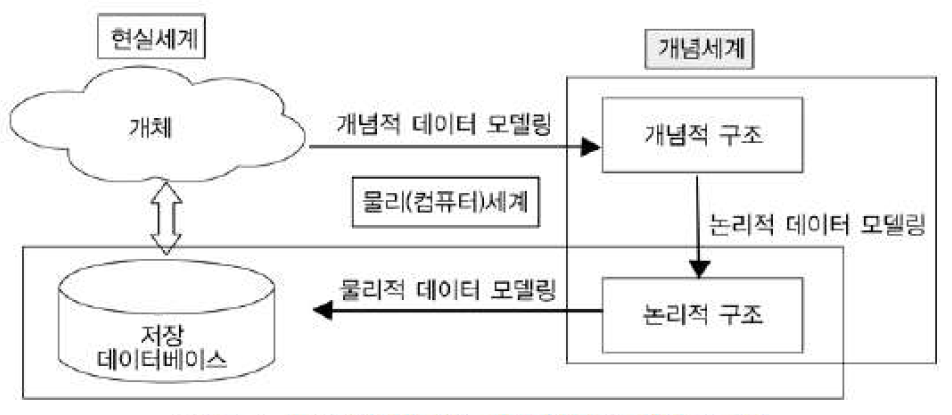 현실세계
개념세계
개체
개념적 데이터 모델링
개념적 구조
물리(컴퓨터)세계
논리적 데이터 모델링
물리적 데이터 모델링
논리적 구조
저장
데이터베이스